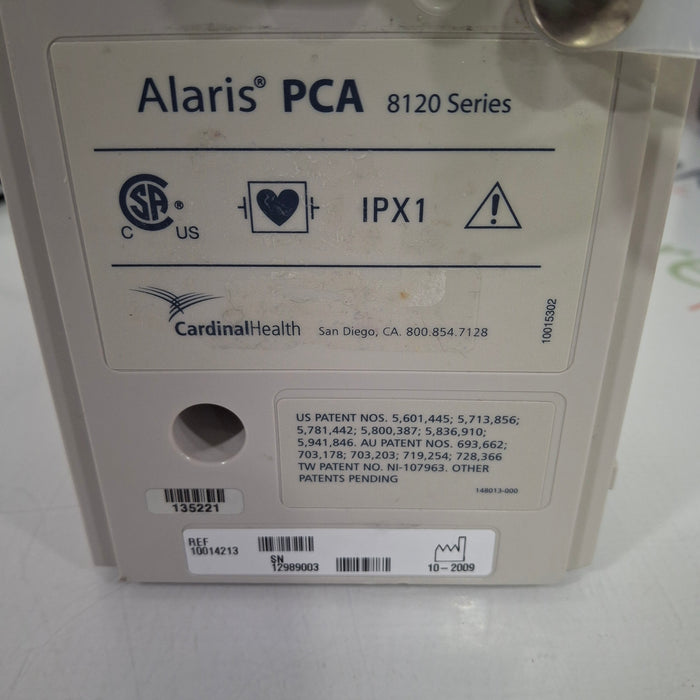 Alaris® PCA 8120 Series
CSA ®
C US
IPX1
CardinalHealth San Diego, CA. 800.854.7128
10015302
US PATENT NOS. 5,601,445; 5,713,856;
5,781,442; 5,800,387; 5,836,910;
5,941,846. AU PATENT NOS. 693,662;
703,178; 703,203; 719,254; 728,366
TW PATENT NO. NI-107963. OTHER
PATENTS PENDING
148013-000
135221
REF
10014213
SN
12989003
10-2009